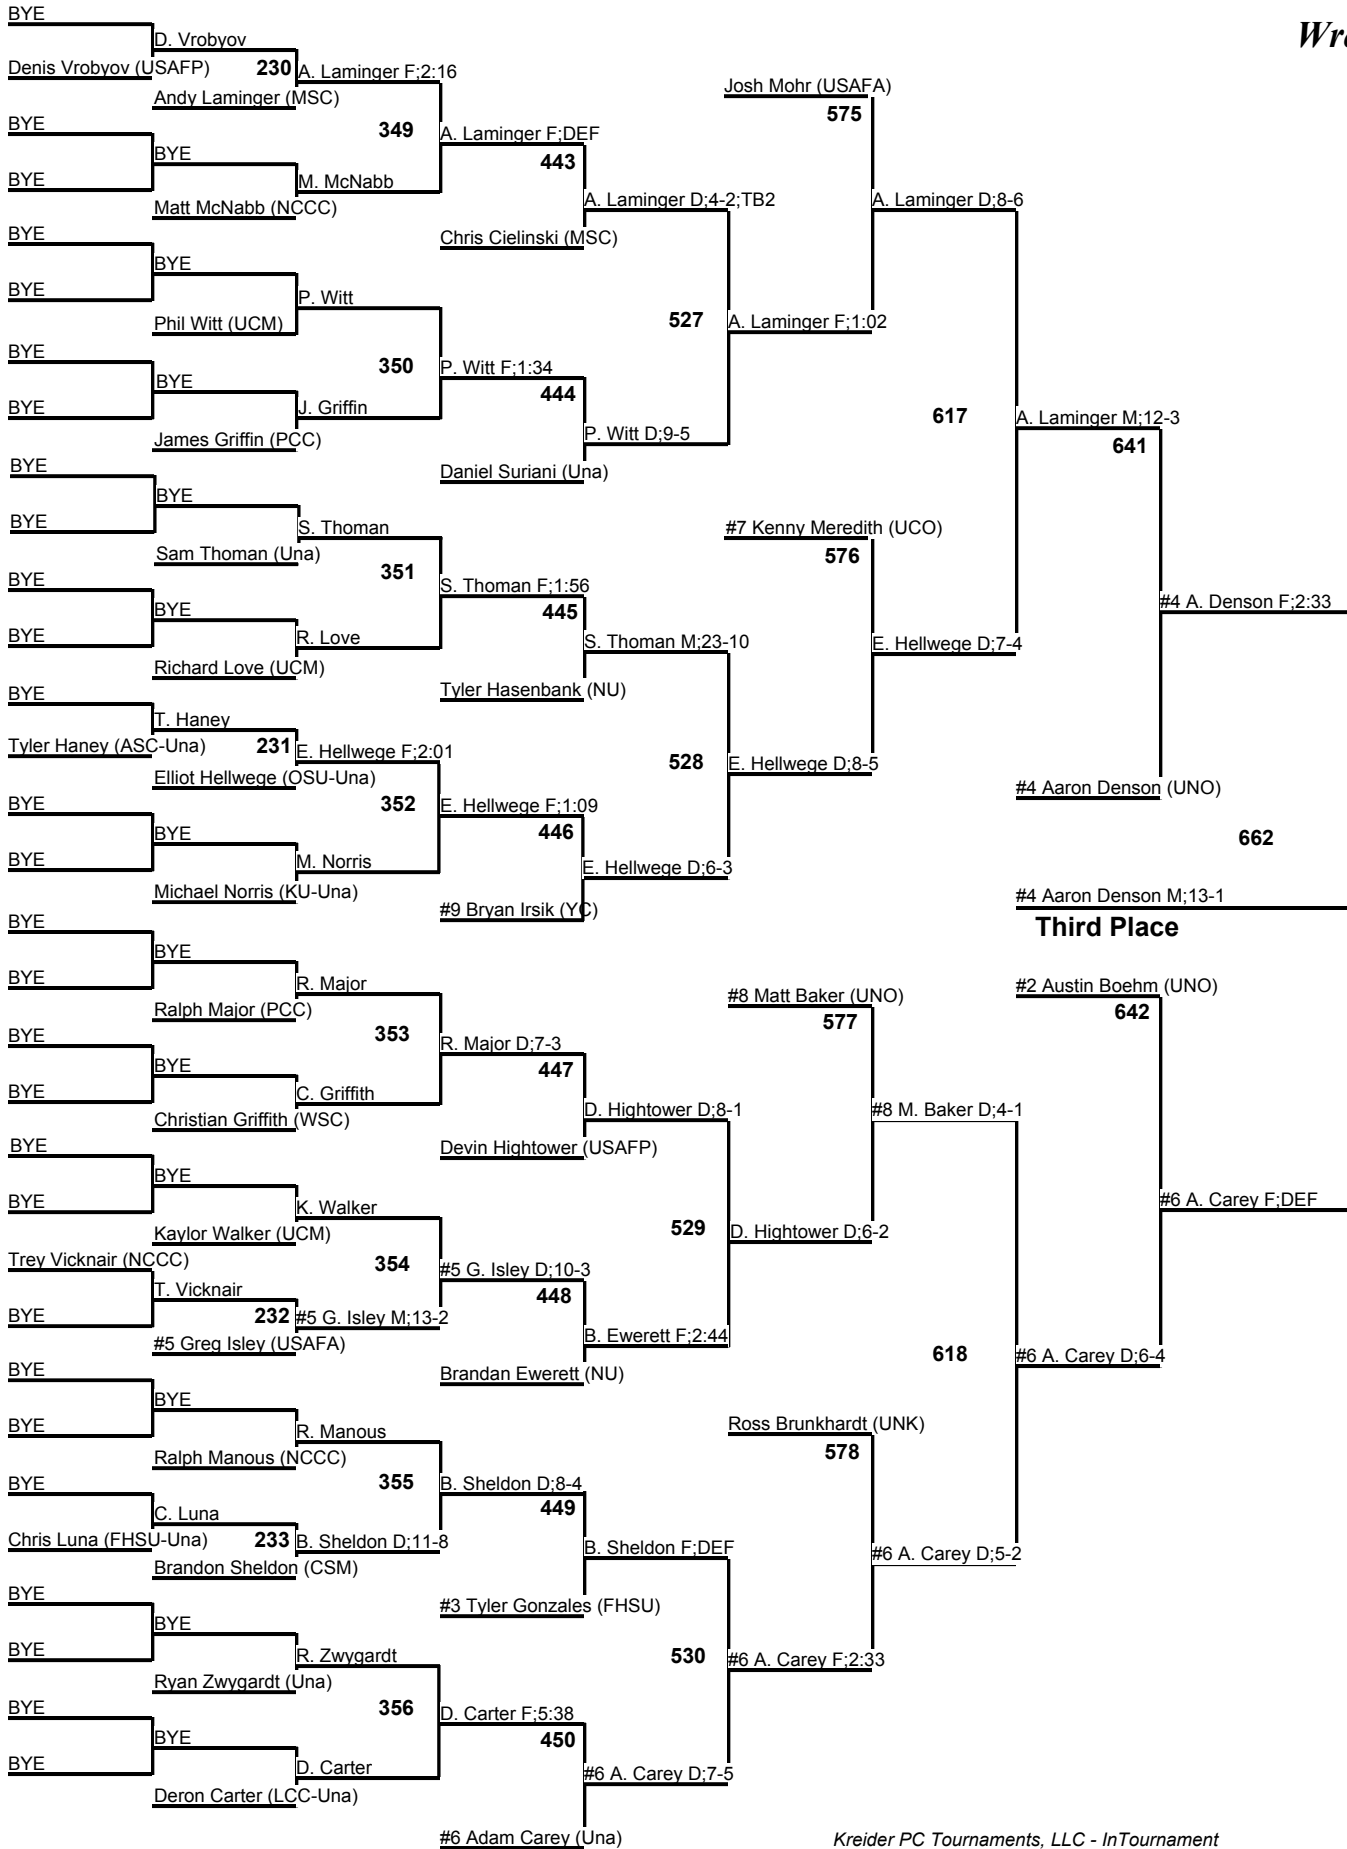 BYE
Wre
D. Vrobyov
Denis Vrobyov (USAFP)
230
A. Laminger F;2:16
Josh Mohr (USAFA)
Andy Laminger (MSC)
575
BYE
349
A. Laminger F;DEF
BYE
443
BYE
M. McNabb
A. Laminger D;4-2;TB2
A. Laminger D;8-6
Matt McNabb (NCCC)
BYE
Chris Cielinski (MSC)
BYE
BYE
P. Witt
Phil Witt (UCM)
527
A. Laminger F;1:02
BYE
350
P. Witt F;1:34
BYE
444
BYE
J. Griffin
617
A. Laminger M;12-3
James Griffin (PCC)
P. Witt D;9-5
641
BYE
Daniel Suriani (Una)
BYE
BYE
S. Thoman
#7 Kenny Meredith (UCO)
Sam Thoman (Una)
576
351
BYE
S. Thoman F;1:56
#4 A. Denson F;2:33
BYE
445
BYE
R. Love
S. Thoman M;23-10
E. Hellwege D;7-4
Richard Love (UCM)
BYE
Tyler Hasenbank (NU)
T. Haney
Tyler Haney (ASC-Una)
231
E. Hellwege F;2:01
528
E. Hellwege D;8-5
Elliot Hellwege (OSU-Una)
#4 Aaron Denson (UNO)
BYE
352
E. Hellwege F;1:09
BYE
446
662
BYE
M. Norris
E. Hellwege D;6-3
Michael Norris (KU-Una)
#4 Aaron Denson M;13-1
#9 Bryan Irsik (YC)
BYE
Third Place
BYE
BYE
R. Major
#8 Matt Baker (UNO)
#2 Austin Boehm (UNO)
Ralph Major (PCC)
577
642
BYE
353
R. Major D;7-3
BYE
447
BYE
C. Griffith
D. Hightower D;8-1
#8 M. Baker D;4-1
Christian Griffith (WSC)
BYE
Devin Hightower (USAFP)
BYE
BYE
K. Walker
#6 A. Carey F;DEF
Kaylor Walker (UCM)
529
D. Hightower D;6-2
Trey Vicknair (NCCC)
354
#5 G. Isley D;10-3
T. Vicknair
448
BYE
232
#5 G. Isley M;13-2
B. Ewerett F;2:44
#5 Greg Isley (USAFA)
618
#6 A. Carey D;6-4
BYE
Brandan Ewerett (NU)
BYE
BYE
R. Manous
Ross Brunkhardt (UNK)
Ralph Manous (NCCC)
578
BYE
355
B. Sheldon D;8-4
C. Luna
449
Chris Luna (FHSU-Una)
233
B. Sheldon D;11-8
B. Sheldon F;DEF
#6 A. Carey D;5-2
Brandon Sheldon (CSM)
BYE
#3 Tyler Gonzales (FHSU)
BYE
BYE
R. Zwygardt
530
#6 A. Carey F;2:33
Ryan Zwygardt (Una)
BYE
356
D. Carter F;5:38
BYE
450
BYE
D. Carter
#6 A. Carey D;7-5
Deron Carter (LCC-Una)
#6 Adam Carey (Una)
Kreider PC Tournaments, LLC - InTournament